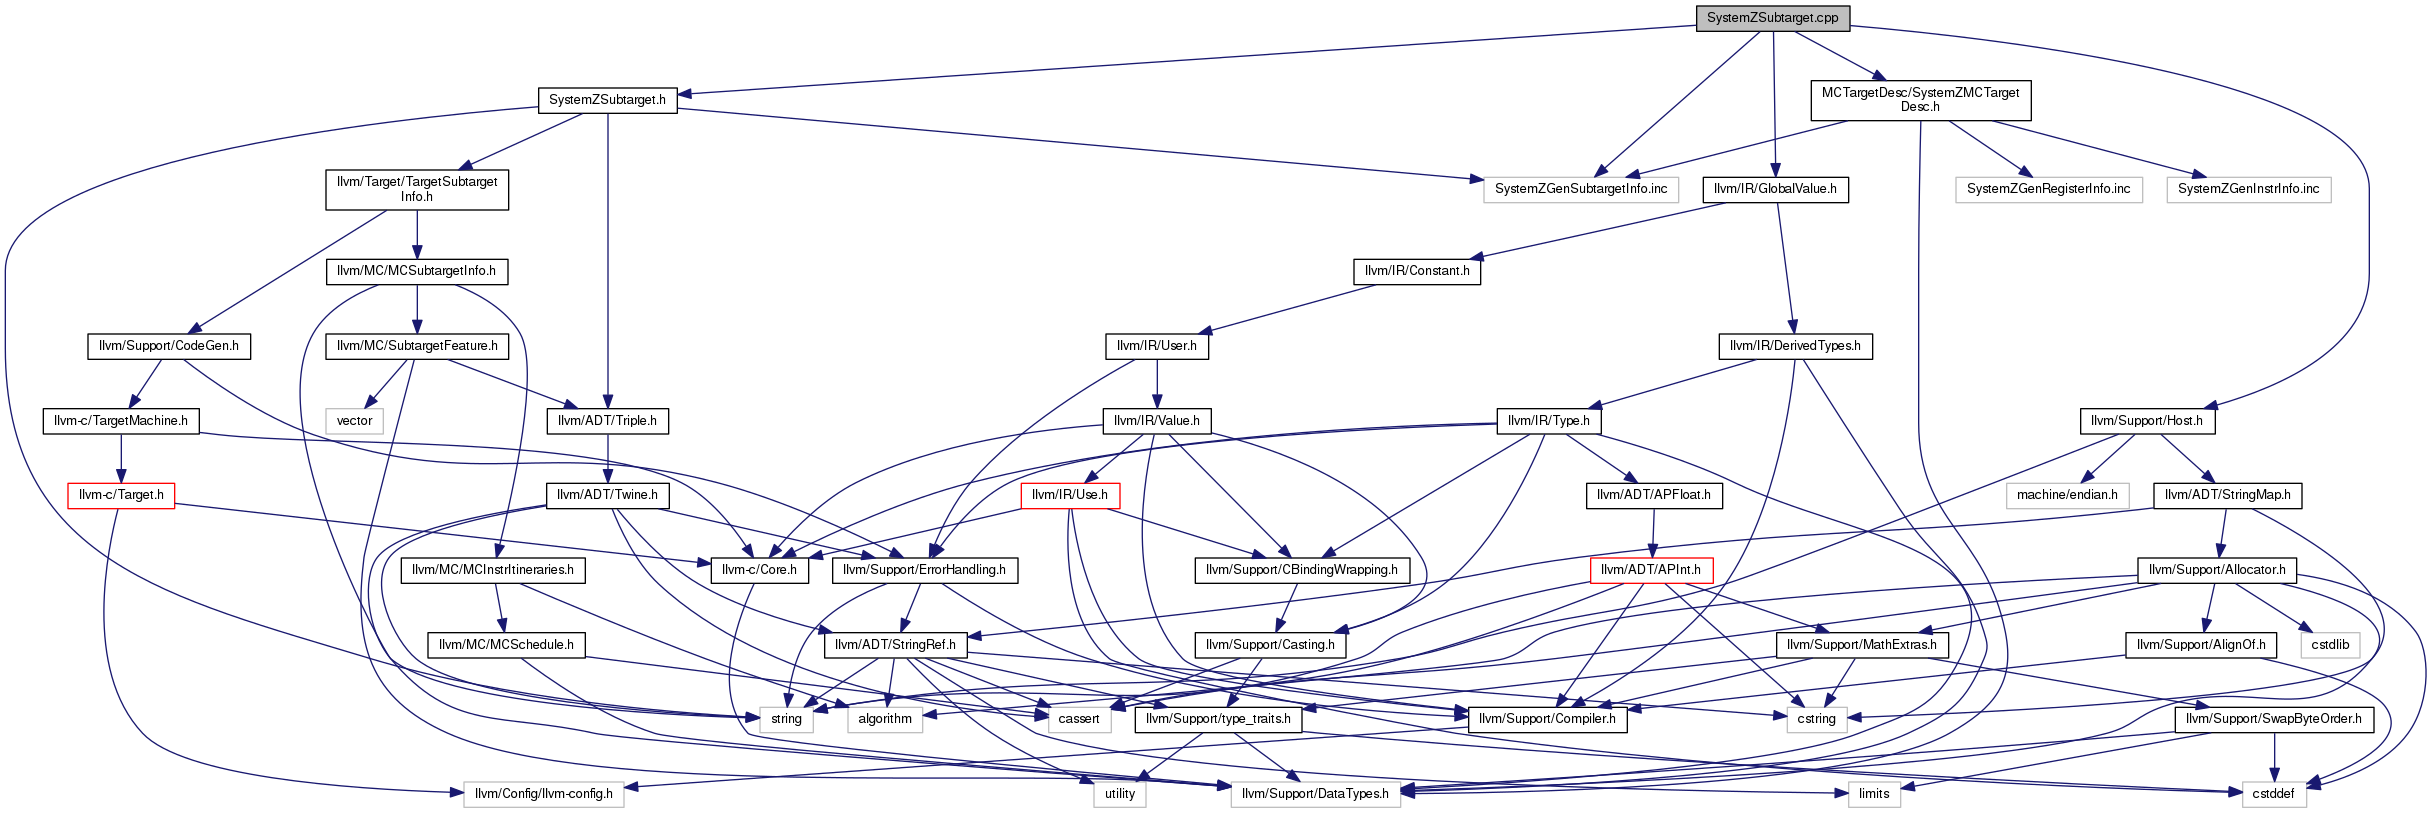 SystemZSubtarget.cpp
SystemZSubtarget.h
MCTargetDesc/SystemZMCTarget
Desc.h
llvm/Target/TargetSubtarget
Info.h
SystemZGenSubtargetInfo.inc
llvm/IR/GlobalValue.h
SystemZGenRegisterInfo.inc
SystemZGenInstrInfo.inc
llvm/MC/MCSubtargetInfo.h
llvm/IR/Constant.h
llvm/Support/CodeGen.h
llvm/MC/SubtargetFeature.h
llvm/IR/User.h
llvm/IR/DerivedTypes.h
llvm-c/TargetMachine.h
vector
llvm/ADT/Triple.h
llvm/IR/Value.h
llvm/IR/Type.h
llvm/Support/Host.h
llvm-c/Target.h
llvm/ADT/Twine.h
llvm/IR/Use.h
llvm/ADT/APFloat.h
machine/endian.h
llvm/ADT/StringMap.h
llvm/MC/MCInstrItineraries.h
llvm-c/Core.h
llvm/Support/ErrorHandling.h
llvm/Support/CBindingWrapping.h
llvm/ADT/APInt.h
llvm/Support/Allocator.h
llvm/MC/MCSchedule.h
llvm/ADT/StringRef.h
llvm/Support/Casting.h
llvm/Support/MathExtras.h
llvm/Support/AlignOf.h
cstdlib
string
algorithm
cassert
llvm/Support/type_traits.h
llvm/Support/Compiler.h
cstring
llvm/Support/SwapByteOrder.h
llvm/Config/llvm-config.h
utility
llvm/Support/DataTypes.h
limits
cstddef